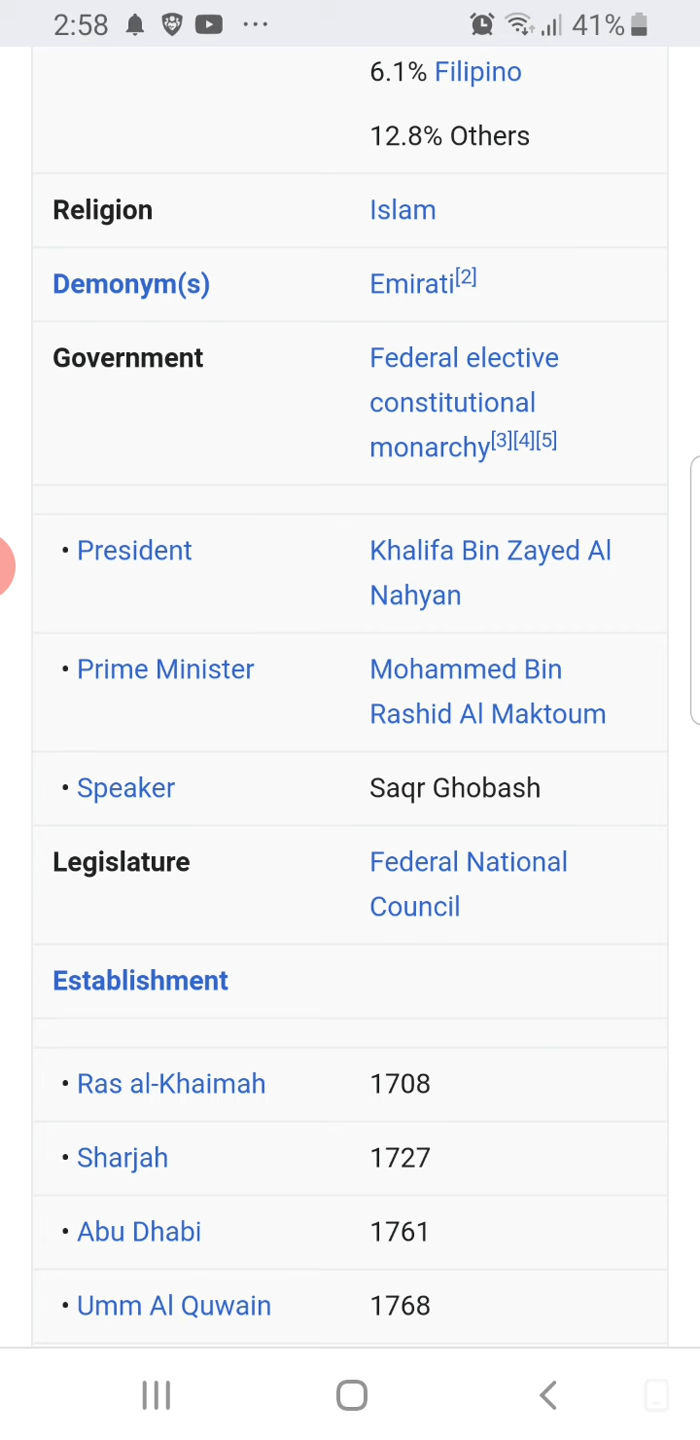 2:58 41%
6.1% Filipino
12.8% Others
Religion Islam
Demonym(s) Emirati[2]
Government Federal elective
constitutional
monarchy[3][4][5]
• President Khalifa Bin Zayed Al
Nahyan
• Prime Minister Mohammed Bin
Rashid Al Maktoum
• Speaker Saqr Ghobash
Legislature Federal National
Council
Establishment
• Ras al-Khaimah 1708
• Sharjah 1727
• Abu Dhabi 1761
• Umm Al Quwain 1768